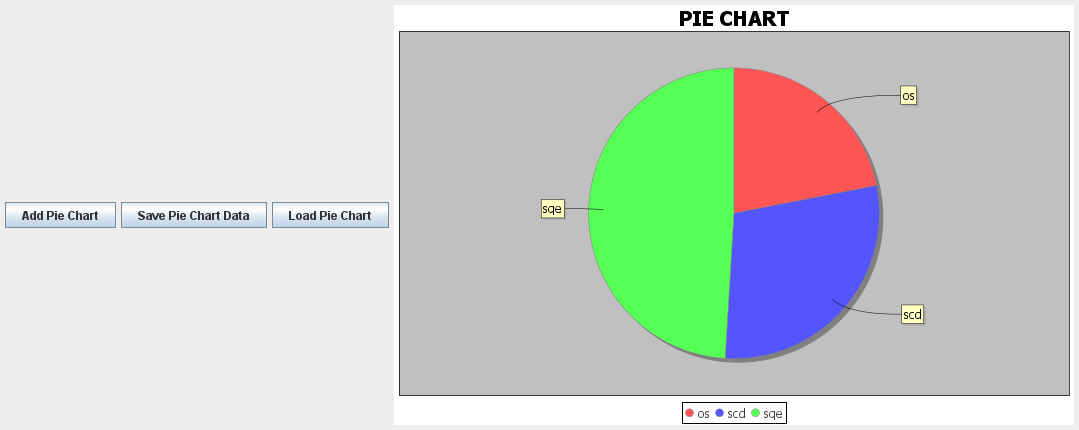 PIE CHART
os
sqe
Add Pie Chart Save Pie Chart Data Load Pie Chart
scd
os scd sqe